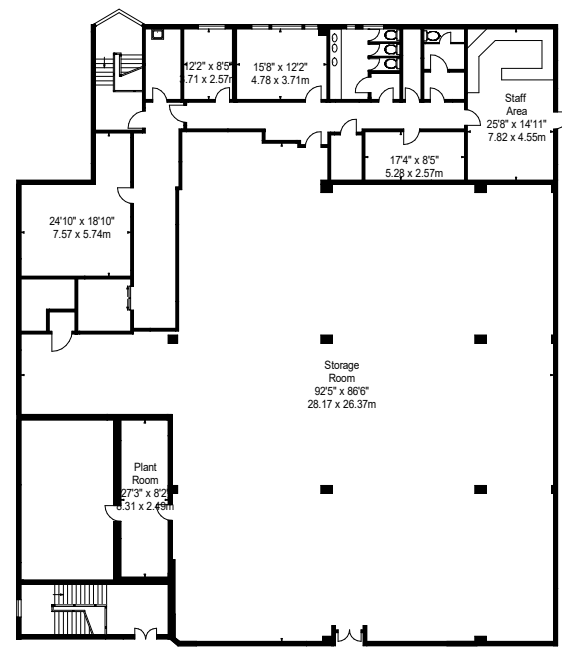 12'2" x 8'5"
3.71 x 2.57m
15'8" x 12'2"
4.78 x 3.71m
Staff
Area
25'8" x 14'11"
7.82 x 4.55m
17'4" x 8'5"
5.28 x 2.57m
24'10" x 18'10"
7.57 x 5.74m
Storage
Room
92'5" x 86'6"
28.17 x 26.37m
Plant
Room
27'3" x 8'2"
8.31 x 2.49m